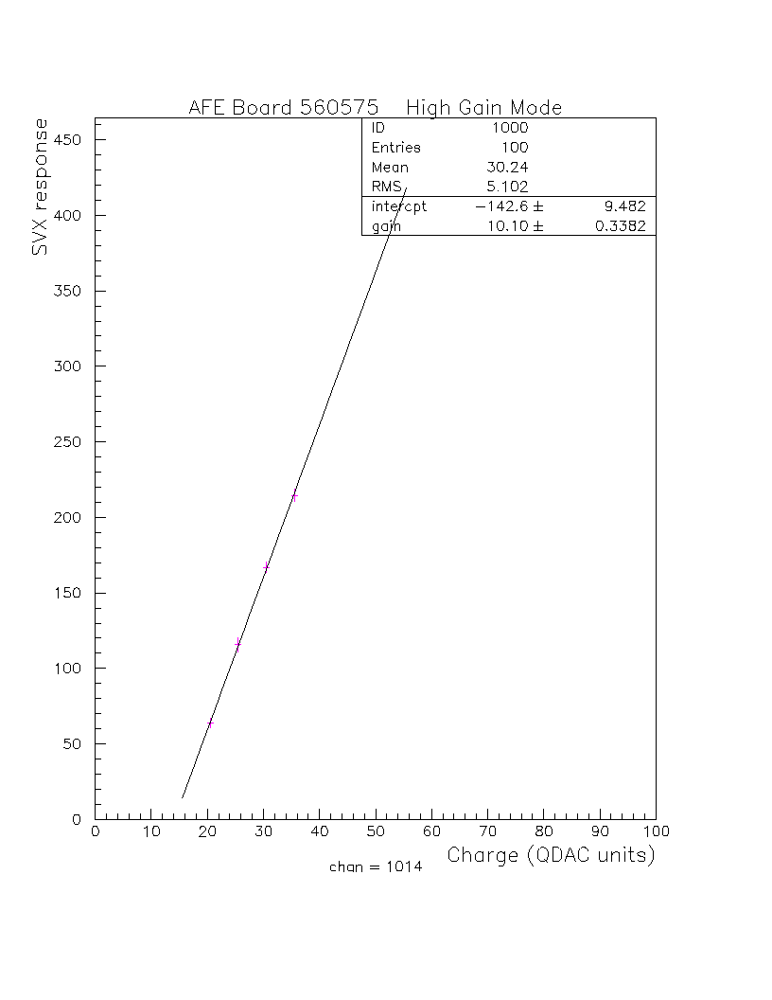 AFE Board 560575 High Gain Mode
ID 1000
Entries 100
Mean 30.24
RMS 5.102
intercpt −142.6 ± 9.482
gain 10.10 ± 0.3382
SVX response
450
400
350
300
250
200
150
100
50
0
0 10 20 30 40 50 60 70 80 90 100
Charge (QDAC units)
chan = 1014